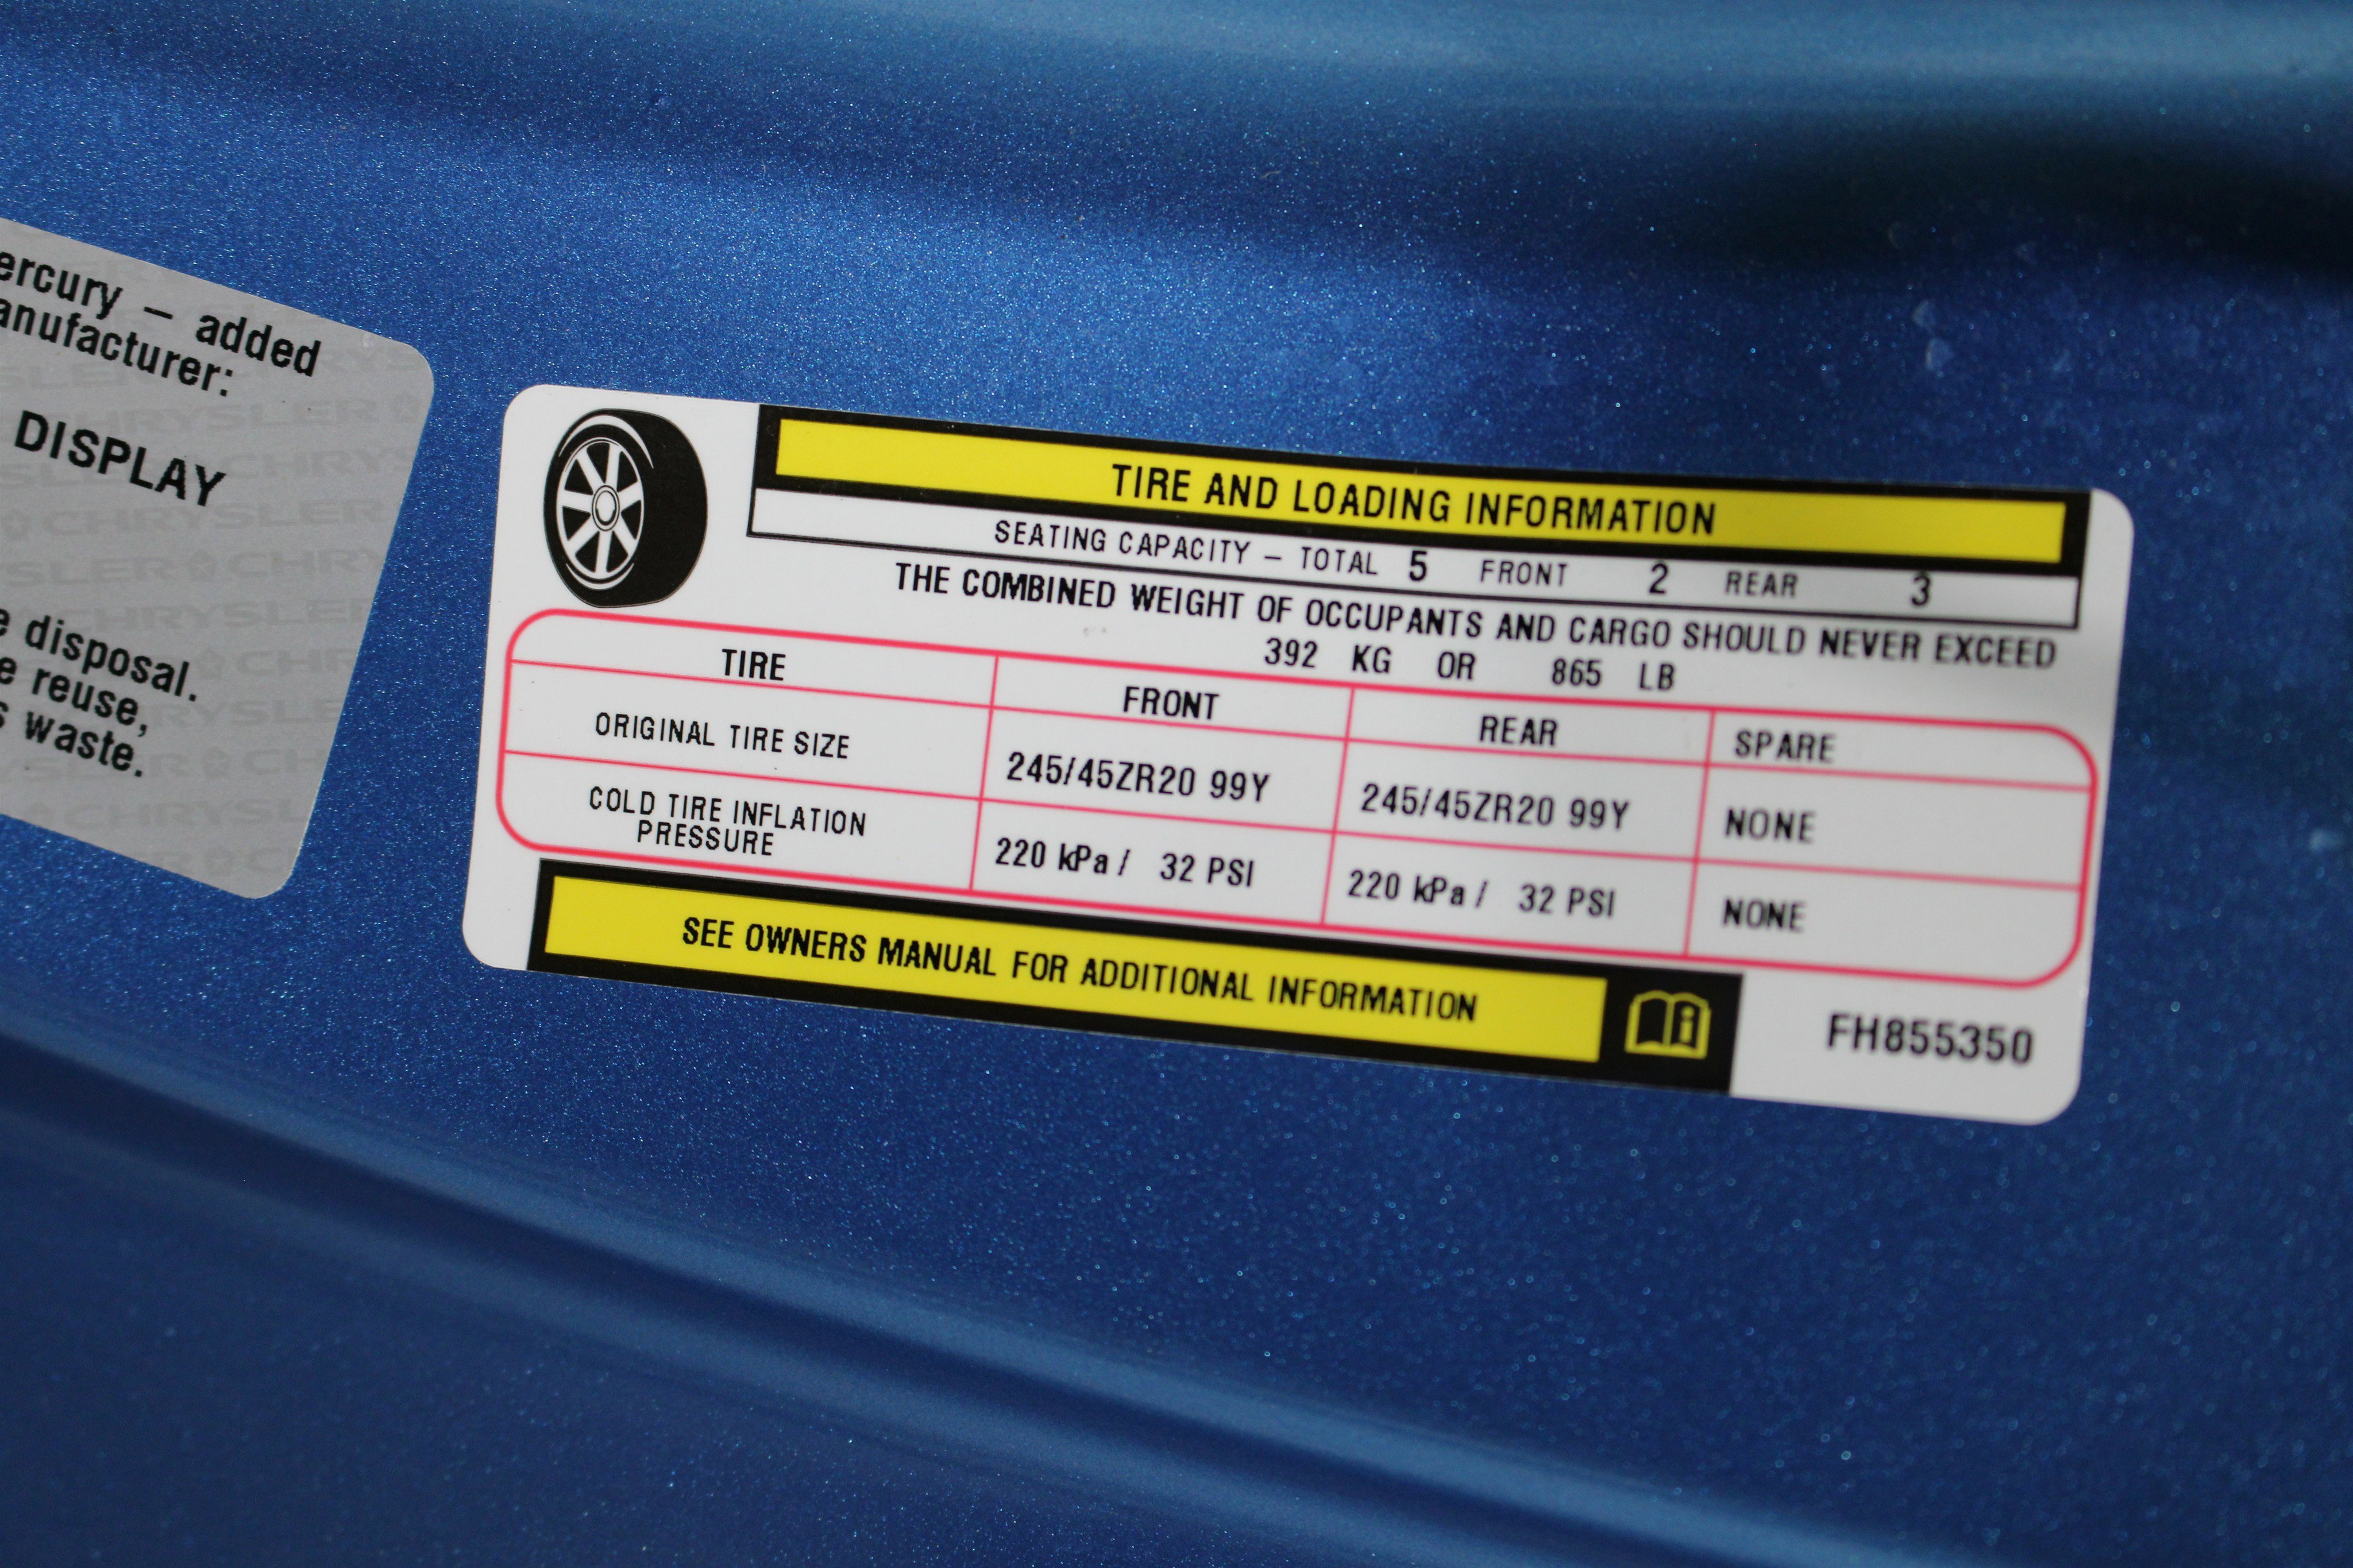 ercury – added
anufacturer:
DISPLAY
disposal.
reuse,
waste.
TIRE AND LOADING INFORMATION
SEATING CAPACITY – TOTAL 5 FRONT 2 REAR 3
THE COMBINED WEIGHT OF OCCUPANTS AND CARGO SHOULD NEVER EXCEED
392 KG OR 865 LB
TIRE FRONT REAR SPARE
ORIGINAL TIRE SIZE 245/45ZR20 99Y 245/45ZR20 99Y NONE
COLD TIRE INFLATION
PRESSURE 220 kPa / 32 PSI 220 kPa / 32 PSI NONE
SEE OWNERS MANUAL FOR ADDITIONAL INFORMATION
FH855350